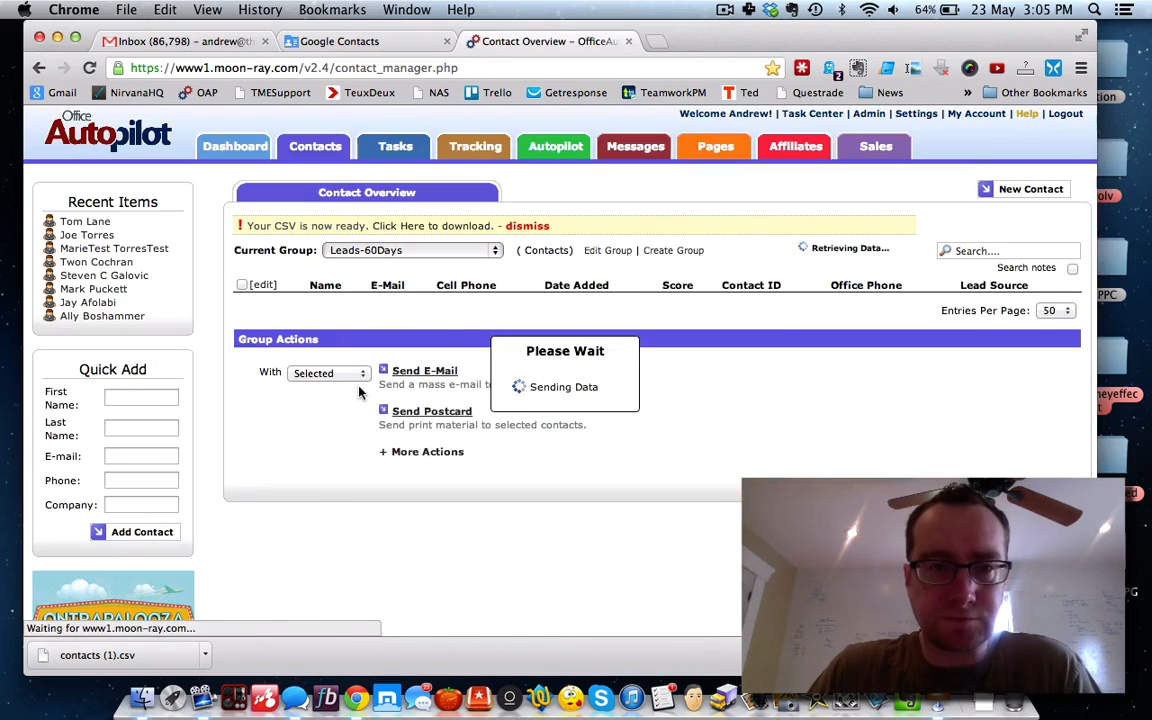 Chrome File Edit View History Bookmarks Window Help 64% 23 May 3:05 PM
Inbox (86,798) - andrew@th
Google Contacts
Contact Overview – OfficeAu
https://www1.moon-ray.com/v2.4/contact_manager.php
2
Gmail NirvanaHQ OAP TMESupport TeuxDeux NAS Trello Getresponse TeamworkPM Ted Questrade News » Other Bookmarks
Welcome Andrew! | Task Center | Admin | Settings | My Account | Help | Logout
Office
Autopilot
Dashboard Contacts Tasks Tracking Autopilot Messages Pages Affiliates Sales
Recent Items
Tom Lane
Joe Torres
MarieTest TorresTest
Twon Cochran
Steven C Galovic
Mark Puckett
Jay Afolabi
Ally Boshammer
Contact Overview
New Contact
! Your CSV is now ready. Click Here to download. - dismiss
Current Group: Leads-60Days ( Contacts) Edit Group | Create Group Retrieving Data... Search....
Search notes
[edit] Name E-Mail Cell Phone Date Added Score Contact ID Office Phone Lead Source
Entries Per Page: 50
Group Actions
With Selected
Send E-Mail
Send a mass e-mail t
Send Postcard
Send print material to selected contacts.
+ More Actions
Please Wait
Sending Data
Quick Add
First
Name:
Last
Name:
E-mail:
Phone:
Company:
Add Contact
ONTRAPALOOZA
Waiting for www1.moon-ray.com...
contacts (1).csv
tion
olv
PPC
neyeffec
t
ed
PG